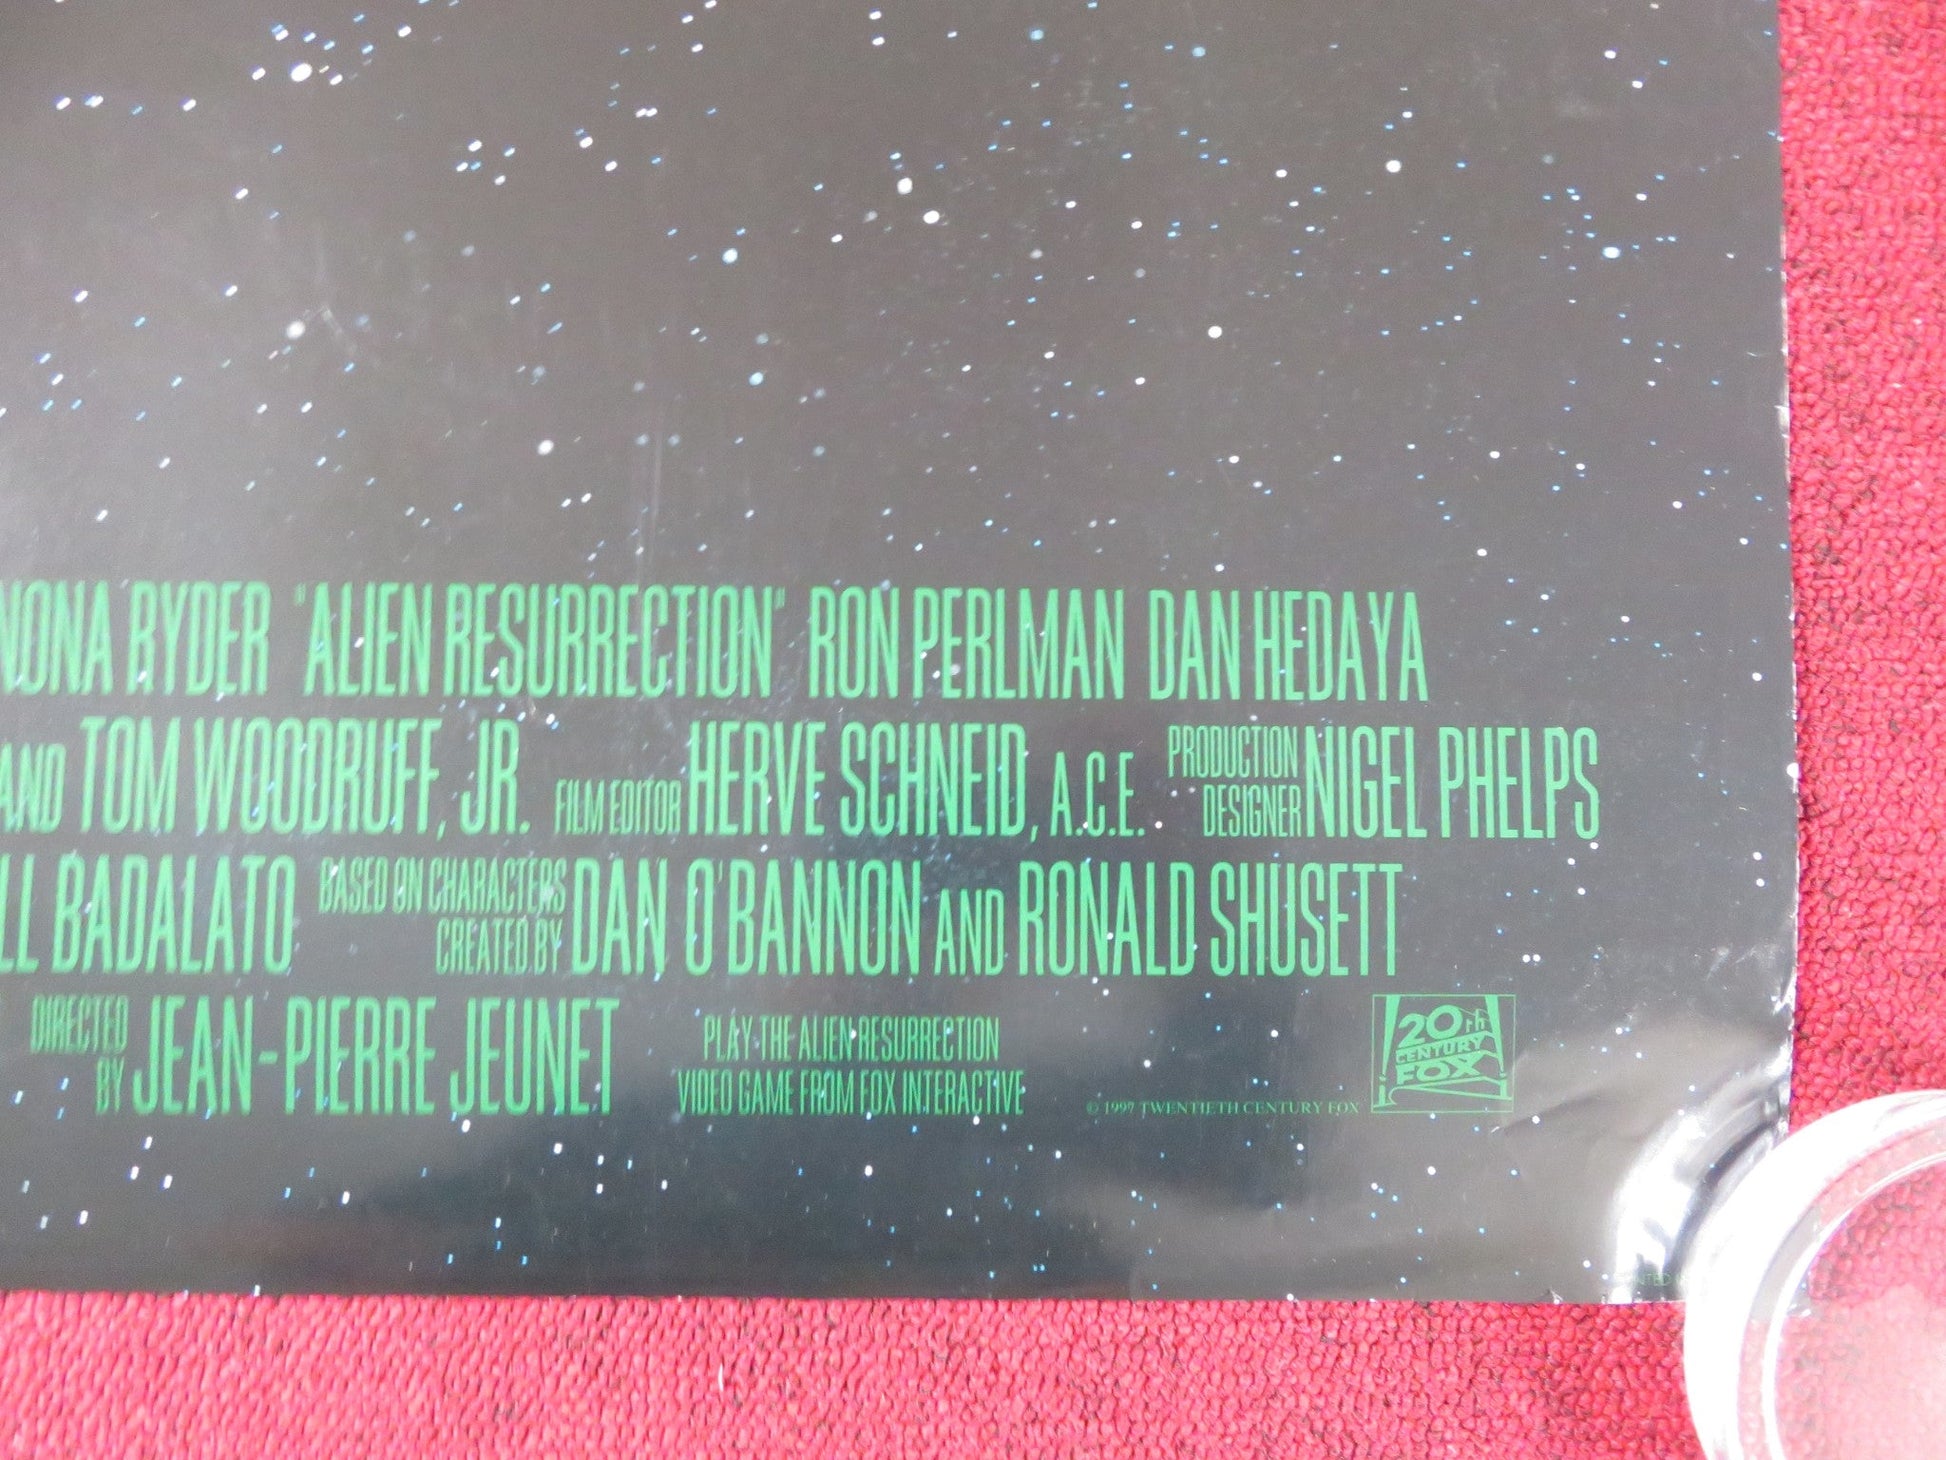 NONA RYDER "ALIEN RESURRECTION" RON PERLMAN DAN HEDAYA
AND TOM WOODRUFF, JR. FILM EDITOR HERVE SCHNEID, A.C.E. PRODUCTION DESIGNER NIGEL PHELPS
LL BADALATO BASED ON CHARACTERS CREATED BY DAN O'BANNON AND RONALD SHUSETT
DIRECTED BY JEAN-PIERRE JEUNET
PLAY THE ALIEN RESURRECTION
VIDEO GAME FROM FOX INTERACTIVE
© 1997 TWENTIETH CENTURY FOX
20TH
CENTURY
FOX